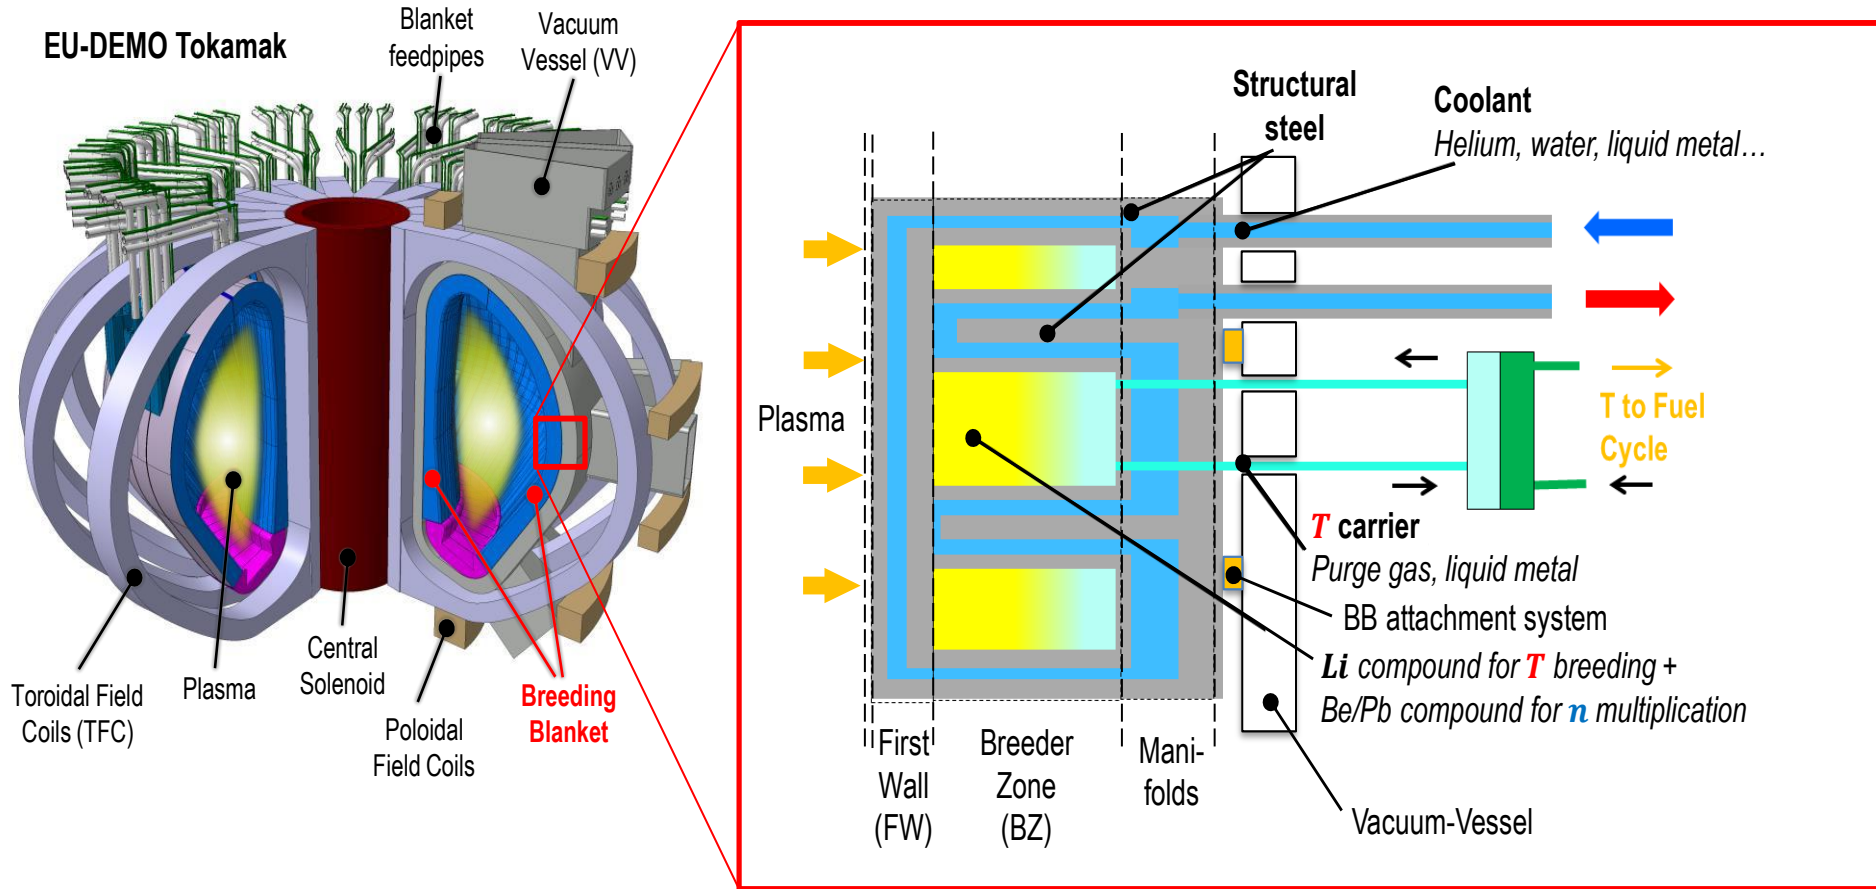 EU-DEMO Tokamak
Blanket
feedpipes
Vacuum
Vessel (VV)
Toroidal Field
Coils (TFC)
Plasma
Central
Solenoid
Poloidal
Field Coils
Breeding
Blanket
Structural
steel
Coolant
Helium, water, liquid metal…
Plasma
T to Fuel
Cycle
T carrier
Purge gas, liquid metal
BB attachment system
Li compound for T breeding +
Be/Pb compound for n multiplication
First
Wall
(FW)
Breeder
Zone
(BZ)
Mani-
folds
Vacuum-Vessel